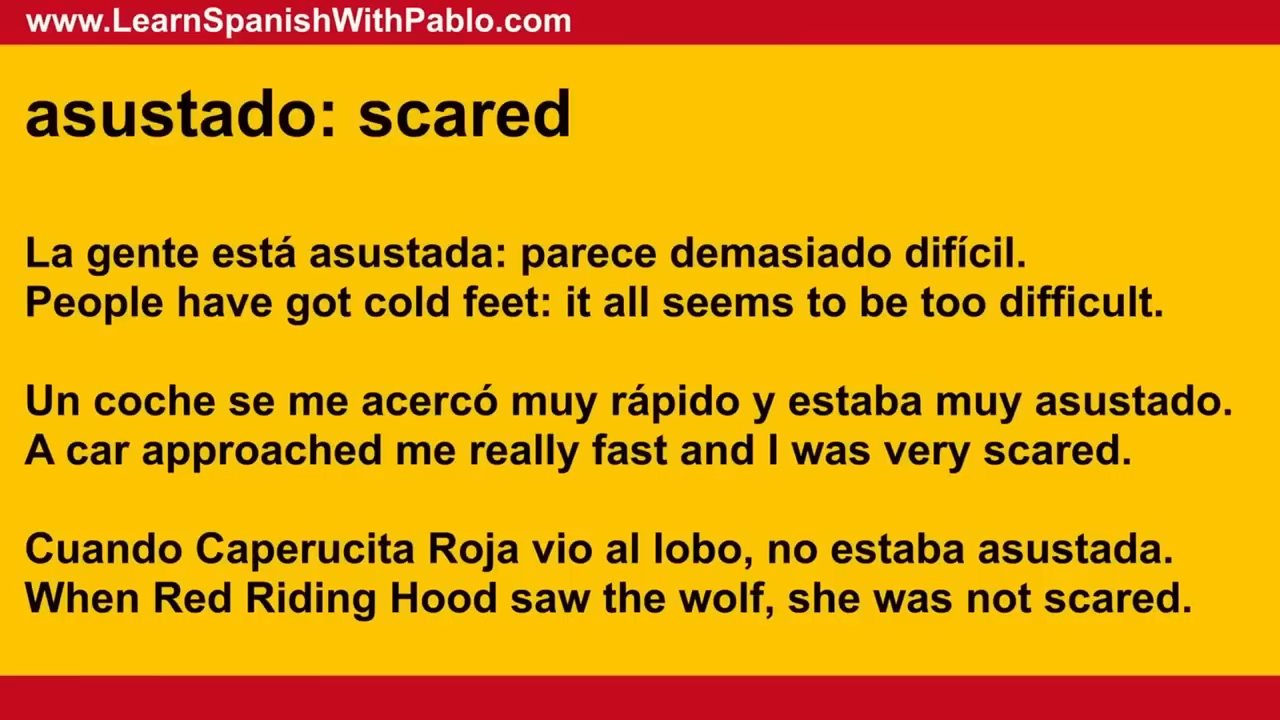 www.LearnSpanishWithPablo.com
asustado: scared
La gente está asustada: parece demasiado difícil.
People have got cold feet: it all seems to be too difficult.
Un coche se me acercó muy rápido y estaba muy asustado.
A car approached me really fast and I was very scared.
Cuando Caperucita Roja vio al lobo, no estaba asustada.
When Red Riding Hood saw the wolf, she was not scared.